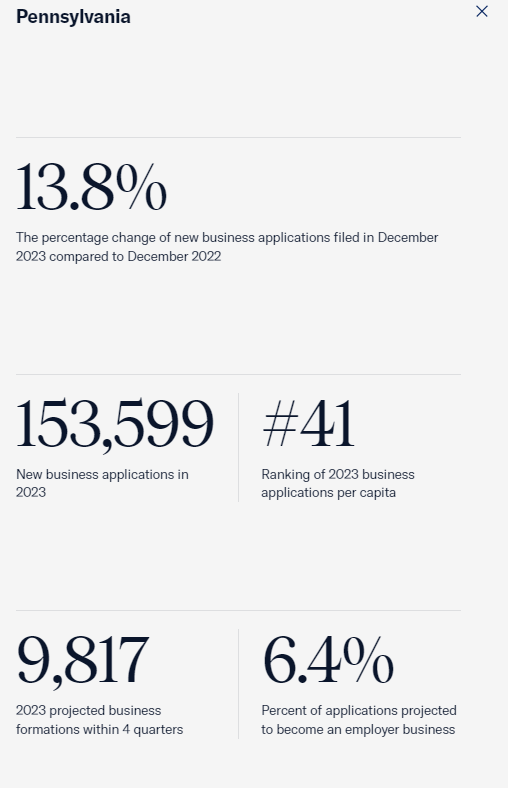 Pennsylvania
13.8%
The percentage change of new business applications filed in December
2023 compared to December 2022
153,599
New business applications in
2023
#41
Ranking of 2023 business
applications per capita
9,817
2023 projected business
formations within 4 quarters
6.4%
Percent of applications projected
to become an employer business